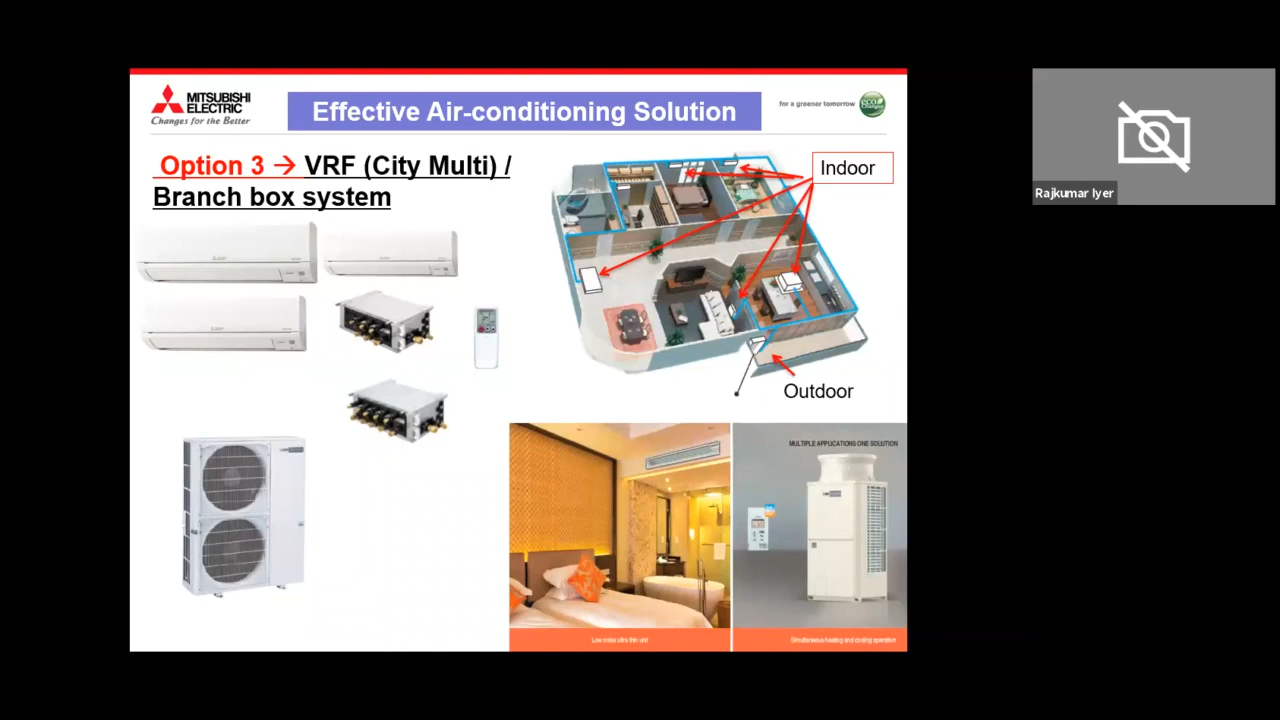 MITSUBISHI
ELECTRIC
Changes for the Better
Effective Air-conditioning Solution
for a greener tomorrow
eco
Changes
Option 3 → VRF (City Multi) /
Branch box system
Indoor
Outdoor
MULTIPLE APPLICATIONS ONE SOLUTION
Low noise ultra thin unit
Simultaneous heating and cooling operation
Rajkumar Iyer